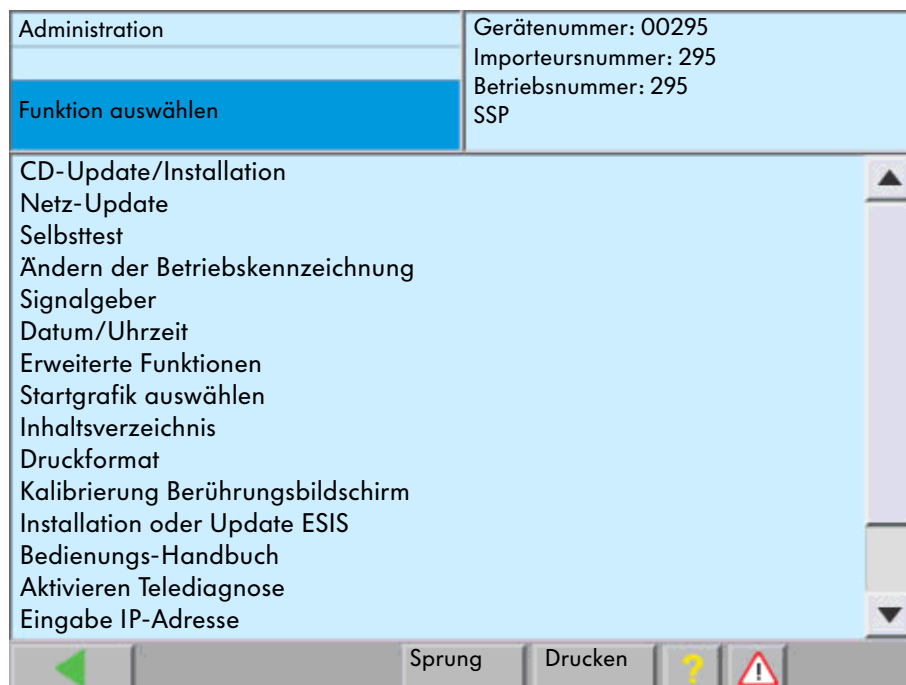 Administration
Funktion auswählen
Gerätenummer: 00295
Importeursnummer: 295
Betriebsnummer: 295
SSP
CD-Update/Installation
Netz-Update
Selbsttest
Ändern der Betriebskennzeichnung
Signalgeber
Datum/Uhrzeit
Erweiterte Funktionen
Startgrafik auswählen
Inhaltsverzeichnis
Druckformat
Kalibrierung Berührungsbildschirm
Installation oder Update ESIS
Bedienungs-Handbuch
Aktivieren Telediagnose
Eingabe IP-Adresse
Sprung Drucken ?